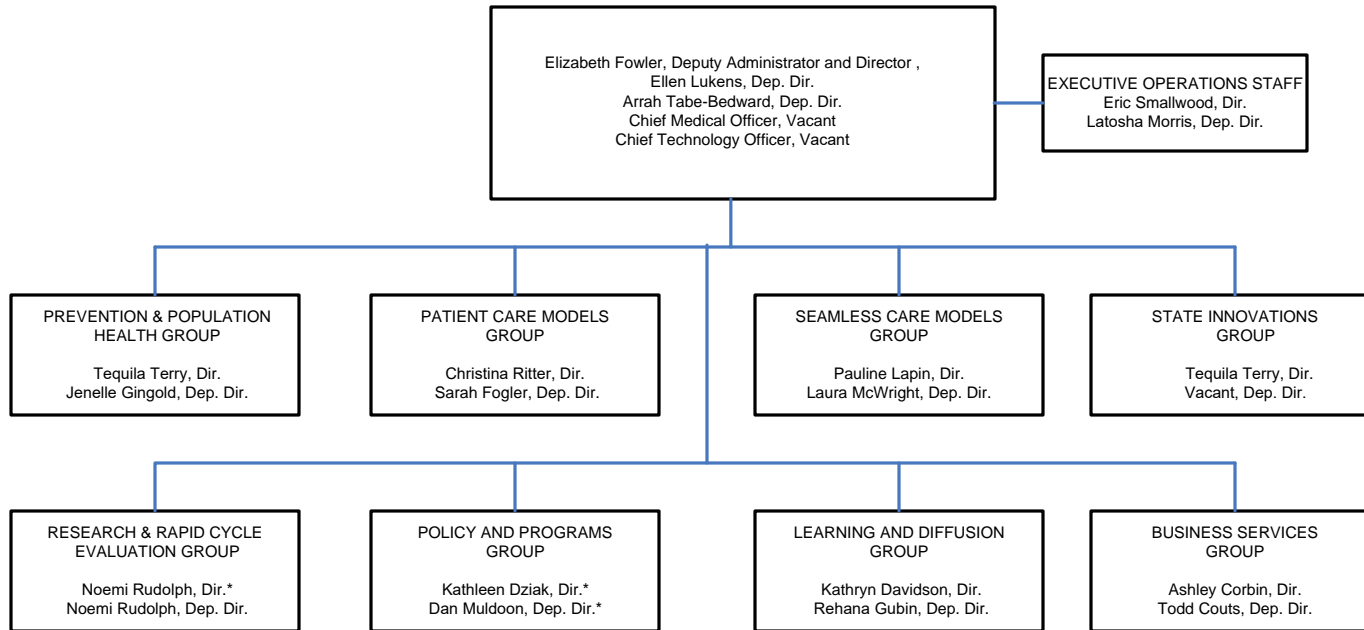 Elizabeth Fowler, Deputy Administrator and Director ,
Ellen Lukens, Dep. Dir.
Arrah Tabe-Bedward, Dep. Dir.
Chief Medical Officer, Vacant
Chief Technology Officer, Vacant
EXECUTIVE OPERATIONS STAFF
Eric Smallwood, Dir.
Latosha Morris, Dep. Dir.
PREVENTION & POPULATION
HEALTH GROUP
Tequila Terry, Dir.
Jenelle Gingold, Dep. Dir.
PATIENT CARE MODELS
GROUP
Christina Ritter, Dir.
Sarah Fogler, Dep. Dir.
SEAMLESS CARE MODELS
GROUP
Pauline Lapin, Dir.
Laura McWright, Dep. Dir.
STATE INNOVATIONS
GROUP
Tequila Terry, Dir.
Vacant, Dep. Dir.
RESEARCH & RAPID CYCLE
EVALUATION GROUP
Noemi Rudolph, Dir.*
Noemi Rudolph, Dep. Dir.
POLICY AND PROGRAMS
GROUP
Kathleen Dziak, Dir.*
Dan Muldoon, Dep. Dir.*
LEARNING AND DIFFUSION
GROUP
Kathryn Davidson, Dir.
Rehana Gubin, Dep. Dir.
BUSINESS SERVICES
GROUP
Ashley Corbin, Dir.
Todd Couts, Dep. Dir.